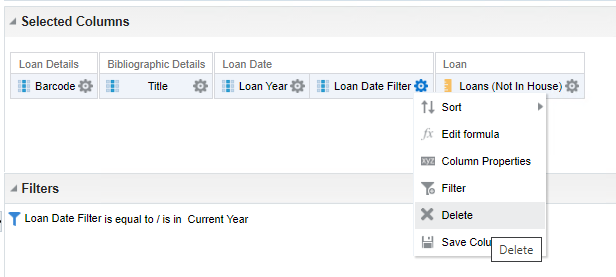 Selected Columns
Loan Details Bibliographic Details Loan Date Loan
Barcode Title Loan Year Loan Date Filter Loans (Not In House)
Sort
fx Edit formula
xyz Column Properties
Filter
Delete
Save Colu
Delete
Filters
Loan Date Filter is equal to / is in Current Year